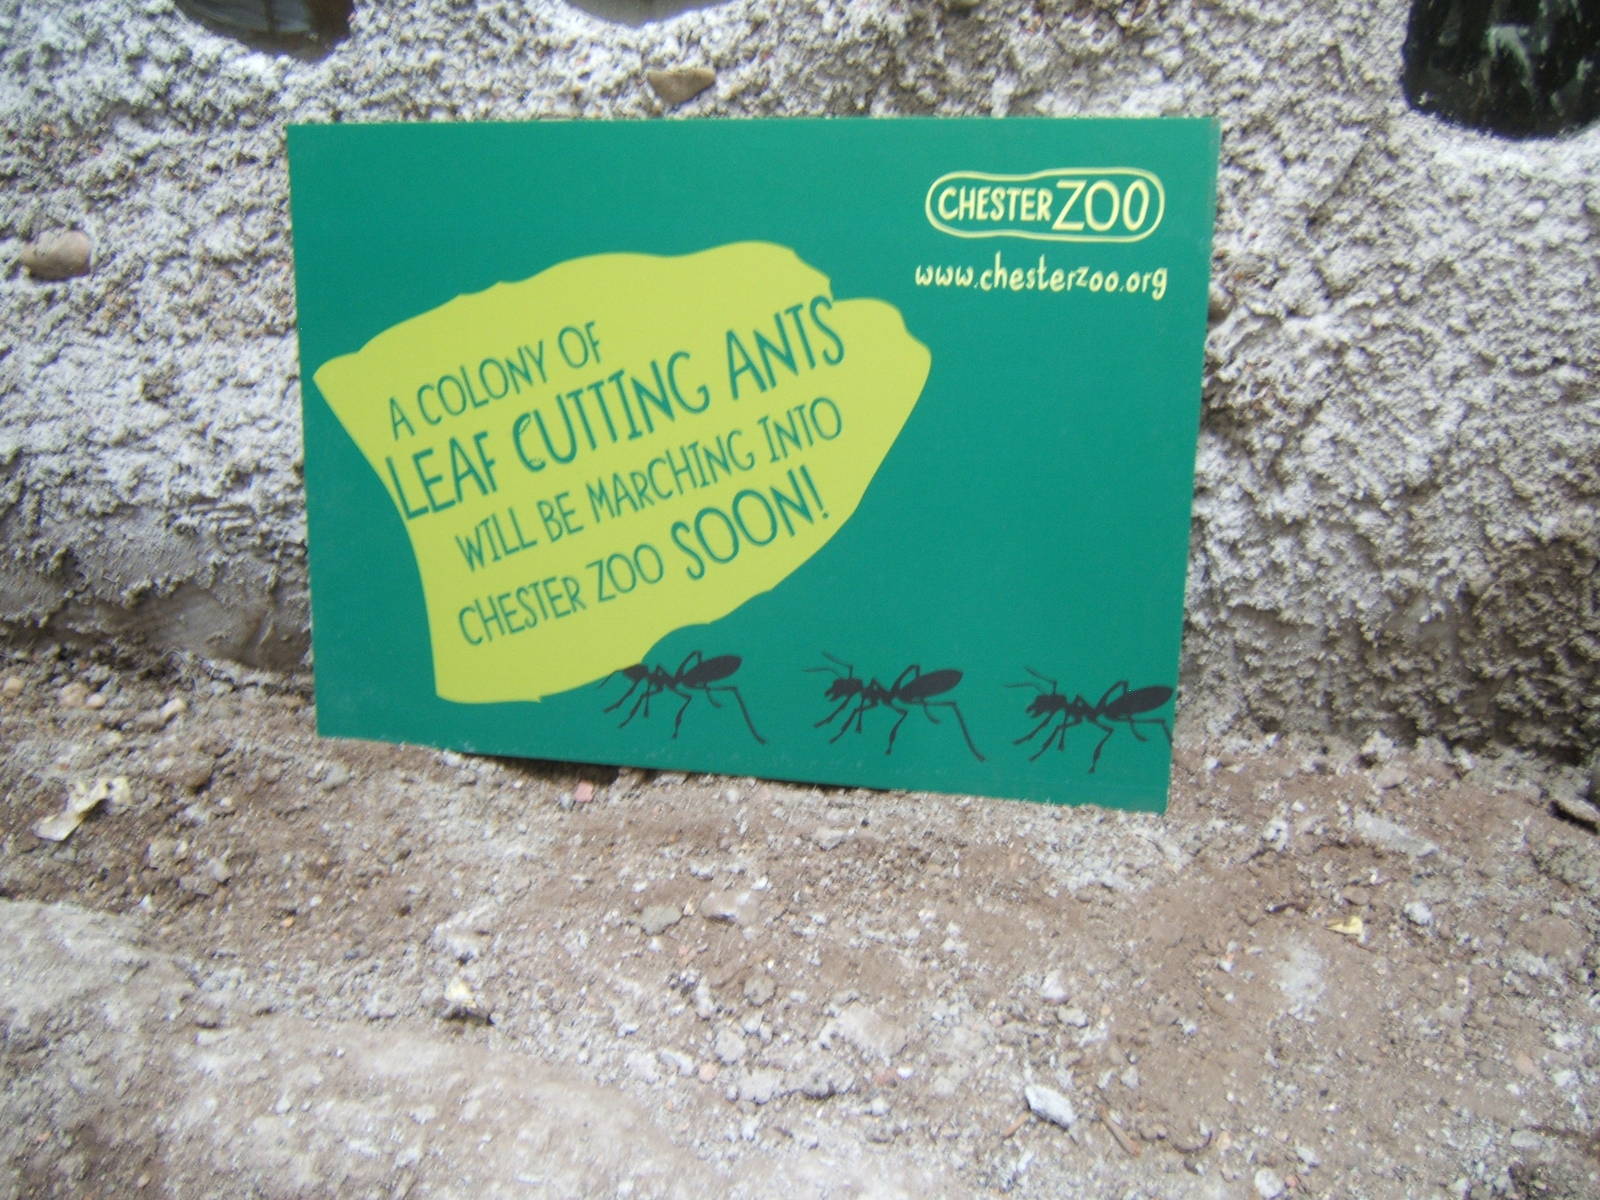 CHESTER ZOO
www.chesterzoo.org
A COLONY OF
LEAF CUTTING ANTS
WILL BE MARCHING INTO
CHESTER ZOO SOON!